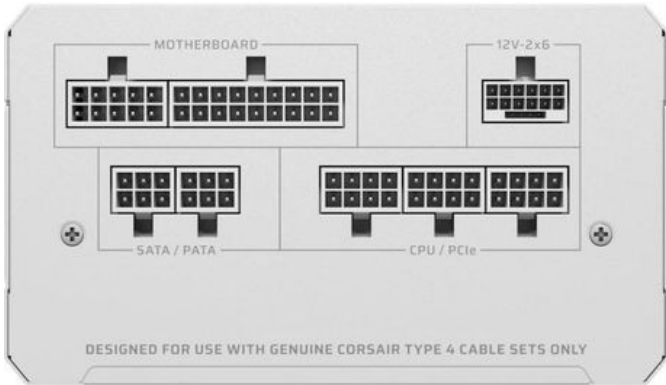 MOTHERBOARD
12V-2x6
SATA / PATA
CPU / PCIe
DESIGNED FOR USE WITH GENUINE CORSAIR TYPE 4 CABLE SETS ONLY